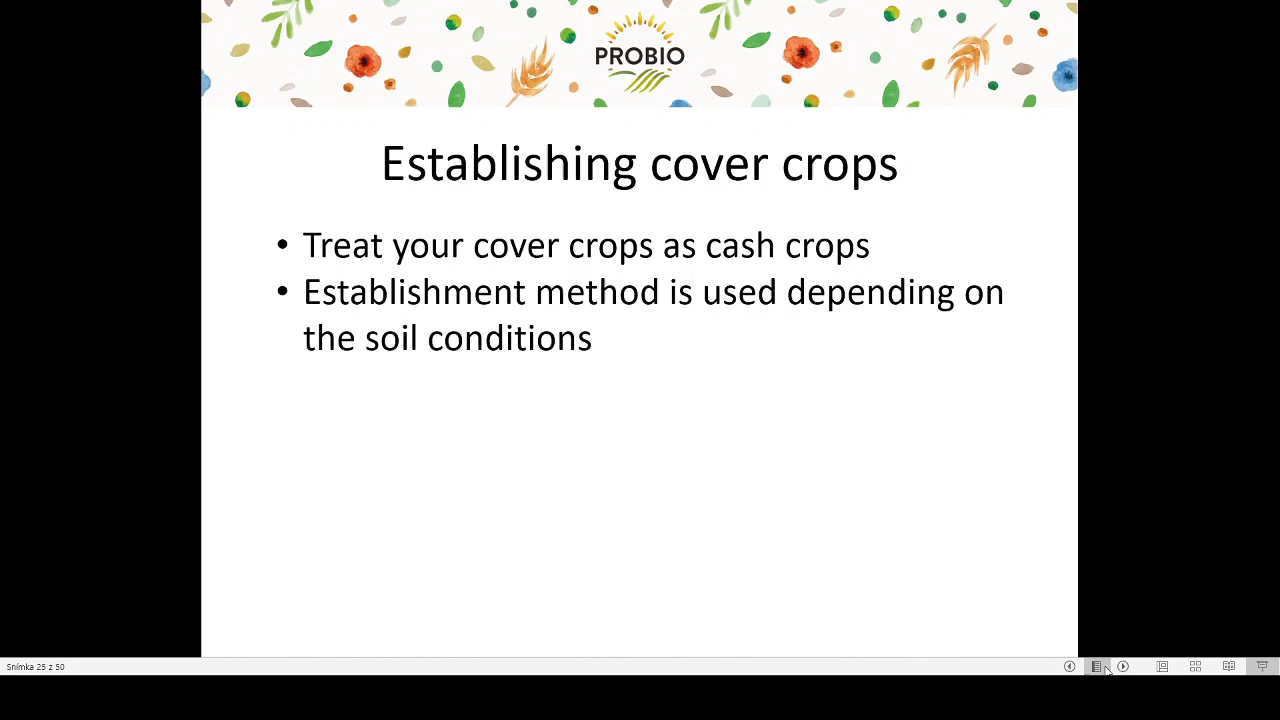 PROBIO
Establishing cover crops
• Treat your cover crops as cash crops
• Establishment method is used depending on
the soil conditions
Snímka 25 z 50